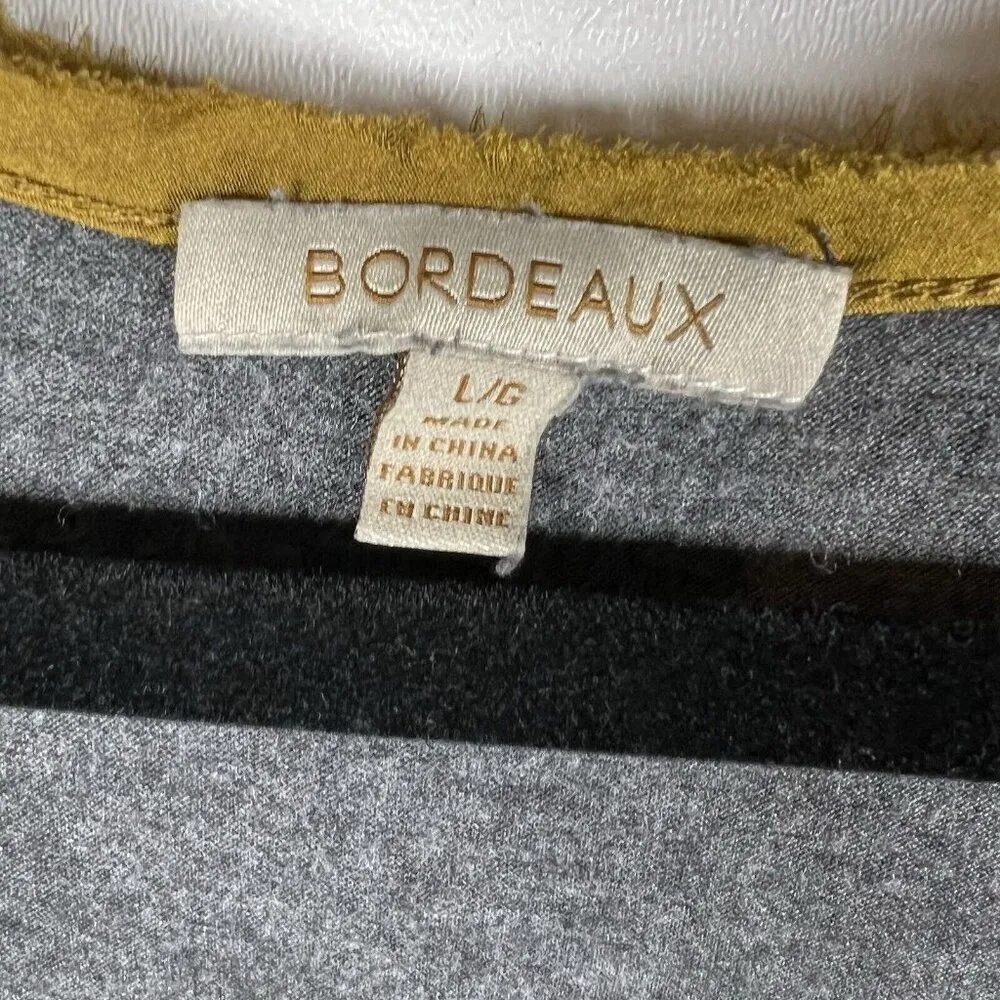 BORDEAUX
L/G
MADE
IN CHINA
FABRIQUE
EN CHINE